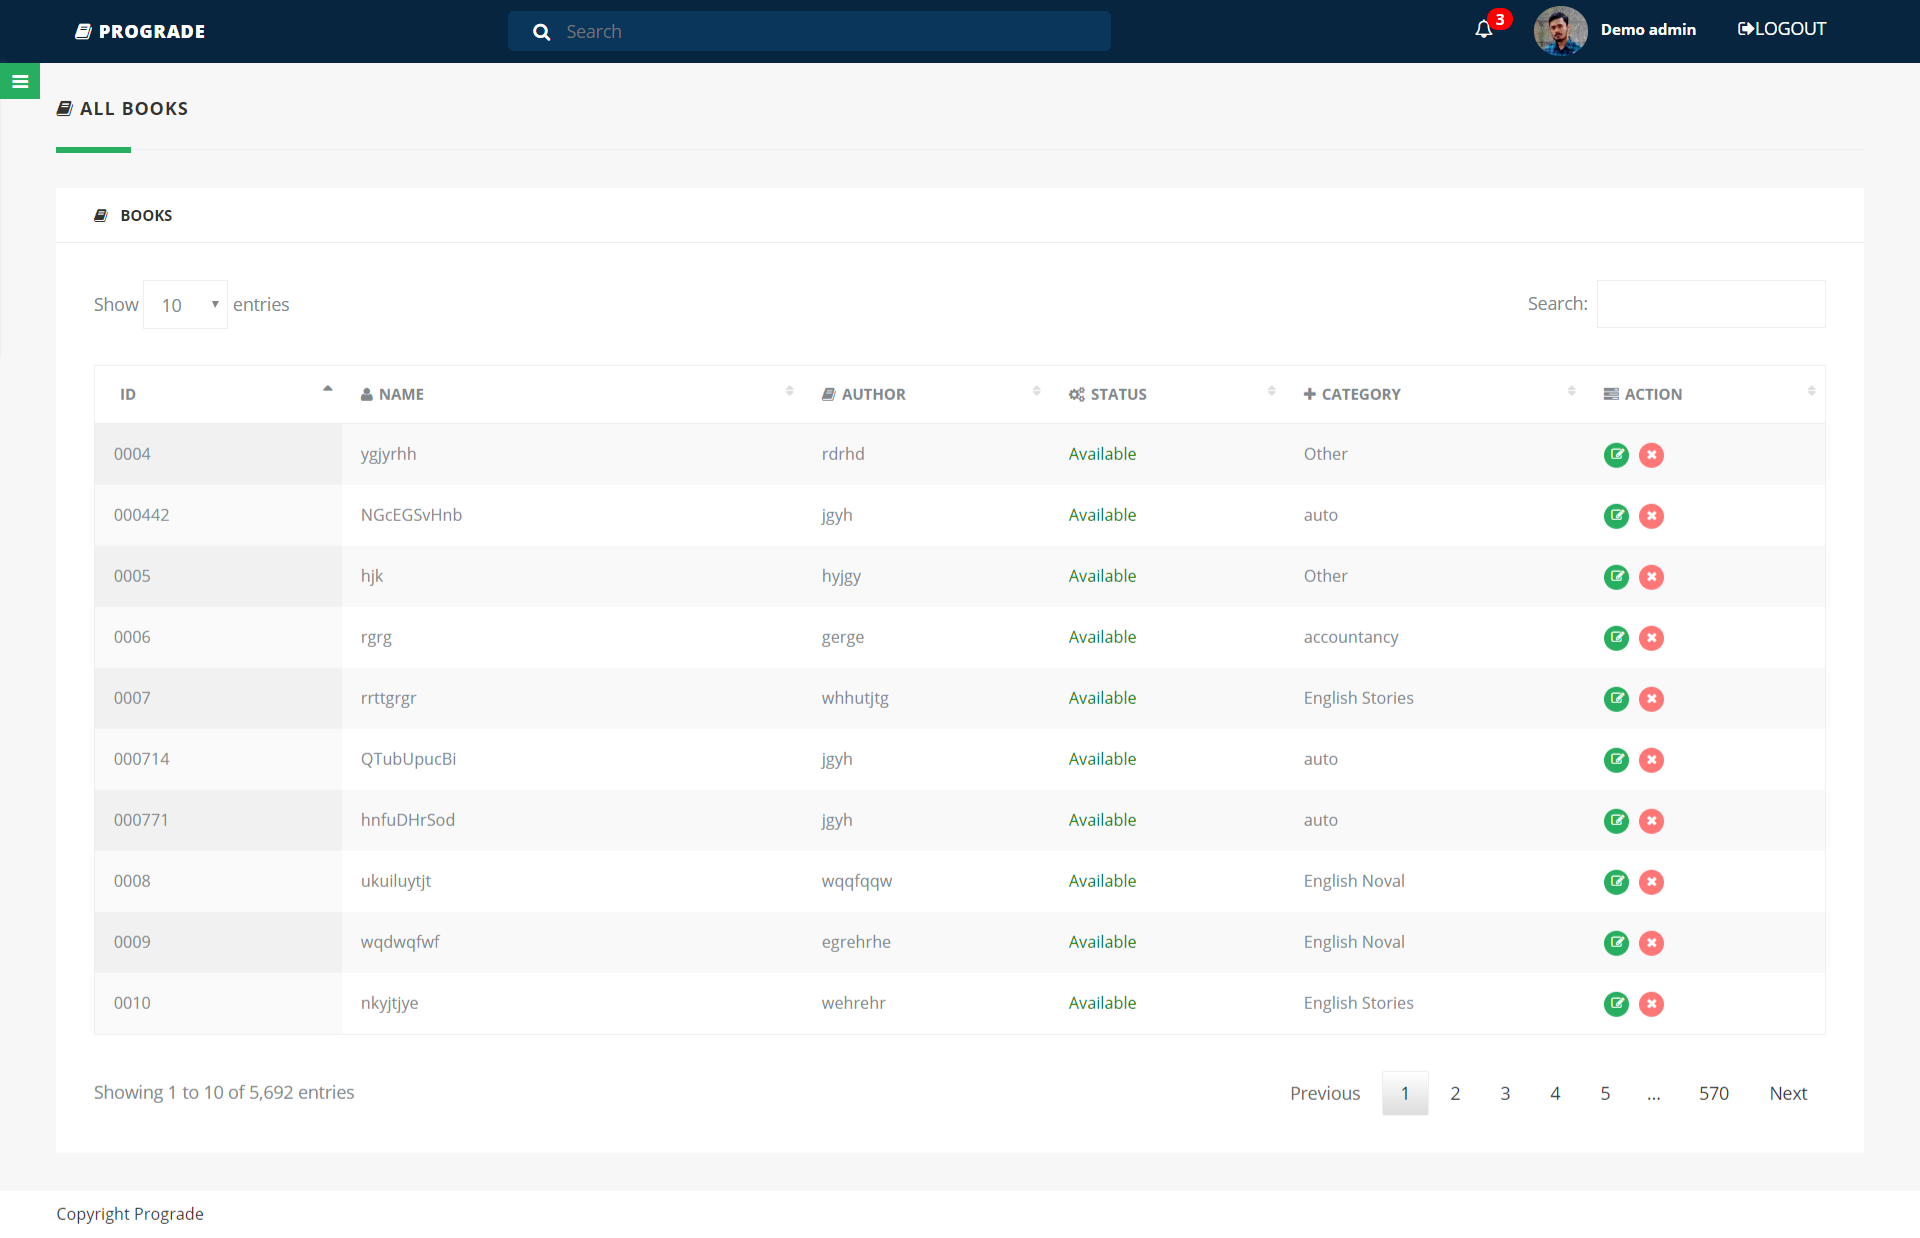 PROGRADE
Search
3
Demo admin
LOGOUT
ALL BOOKS
BOOKS
Show 10 entries
Search:
ID NAME AUTHOR STATUS CATEGORY ACTION
0004 ygjyrhh rdrhd Available Other
000442 NGcEGSvHnb jgyh Available auto
0005 hjk hyjgy Available Other
0006 rgrg gerge Available accountancy
0007 rrttgrgr whhutjtg Available English Stories
000714 QTubUpucBi jgyh Available auto
000771 hnfuDHrSod jgyh Available auto
0008 ukuiluytjt wqqfqqw Available English Noval
0009 wqdwqfwf egrehrhe Available English Noval
0010 nkyjtjye wehrehr Available English Stories
Showing 1 to 10 of 5,692 entries
Previous 1 2 3 4 5 ... 570 Next
Copyright Prograde